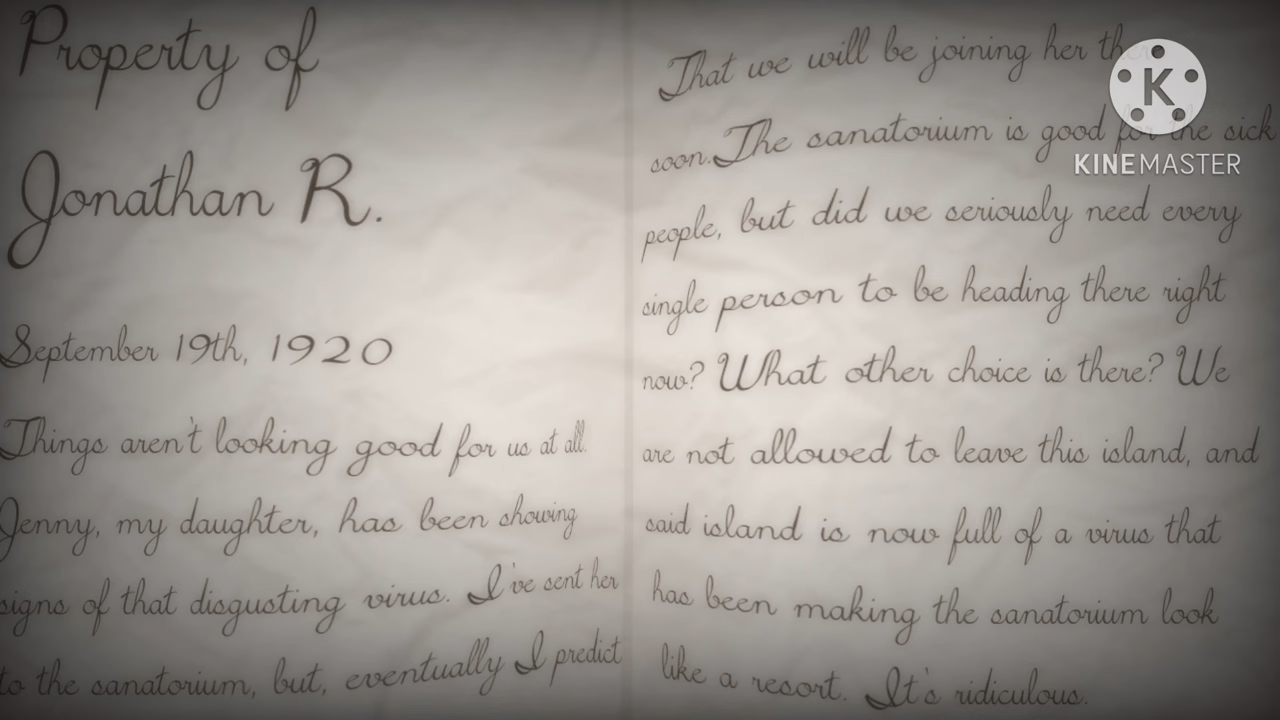 Property of
Jonathan R.
September 19th, 1920
Things aren't looking good for us at all.
Jenny, my daughter, has been showing
signs of that disgusting virus. I've sent her
to the sanatorium, but, eventually I predict
That we will be joining her there
soon. The sanatorium is good for the sick
people, but did we seriously need every
single person to be heading there right
now? What other choice is there? We
are not allowed to leave this island, and
said island is now full of a virus that
has been making the sanatorium look
like a resort. It's ridiculous.
K
KINEMASTER